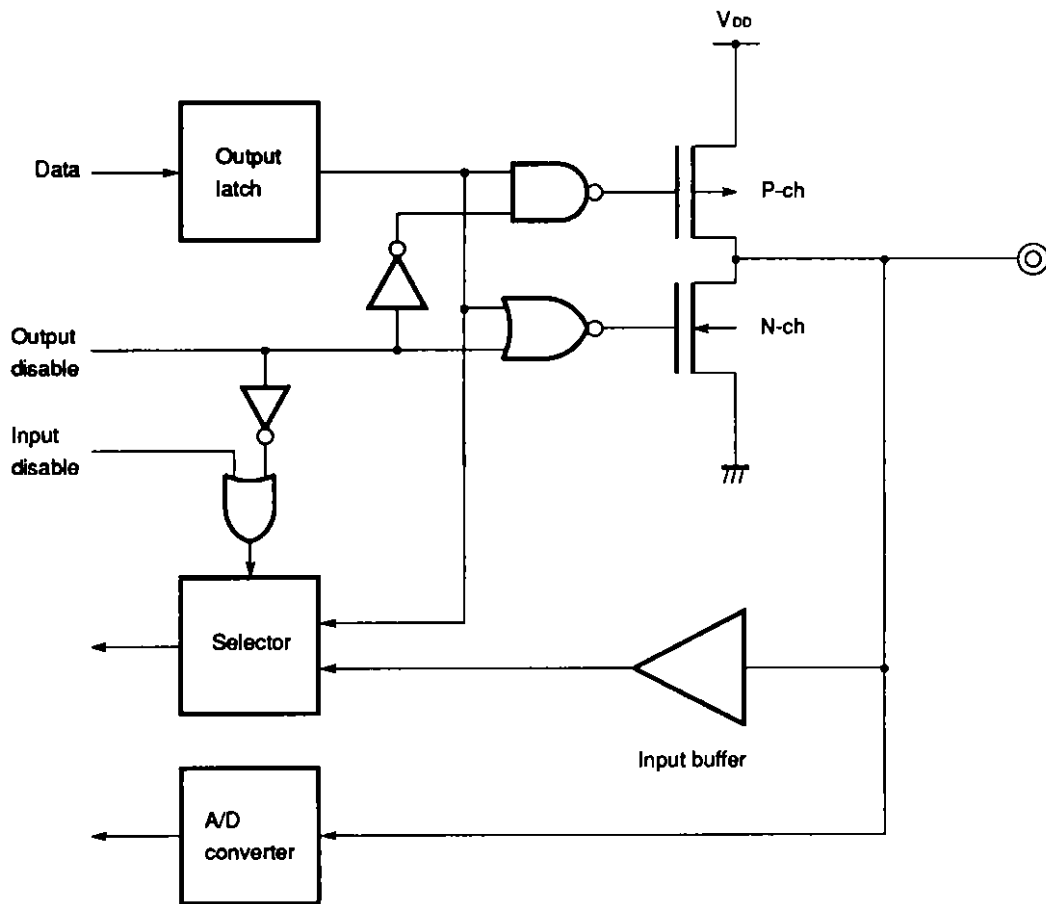 VDD
Data
Output
latch
P-ch
N-ch
Output
disable
Input
disable
Selector
Input buffer
A/D
converter